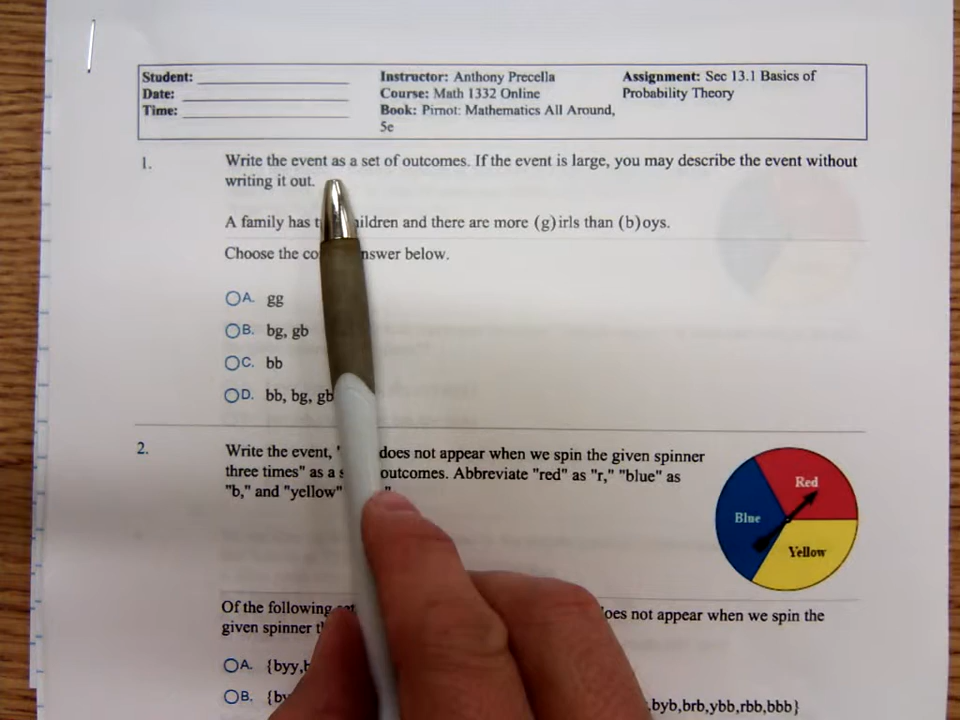 Student:
Instructor: Anthony Precella
Assignment: Sec 13.1 Basics of
Date:
Course: Math 1332 Online
Probability Theory
Time:
Book: Pirnot: Mathematics All Around,
5e
1. Write the event as a set of outcomes. If the event is large, you may describe the event without
writing it out.
A family has children and there are more (g)irls than (b)oys.
Choose the answer below.
A. gg
B. bg, gb
C. bb
D. bb, bg, gb
2. Write the event, " does not appear when we spin the given spinner
three times" as a outcomes. Abbreviate "red" as "r," "blue" as
"b," and "yellow"
Red
Blue
Yellow
Of the following does not appear when we spin the
given spinner
A. {byy,
B. ,byb,brb,ybb,rbb,bbb}